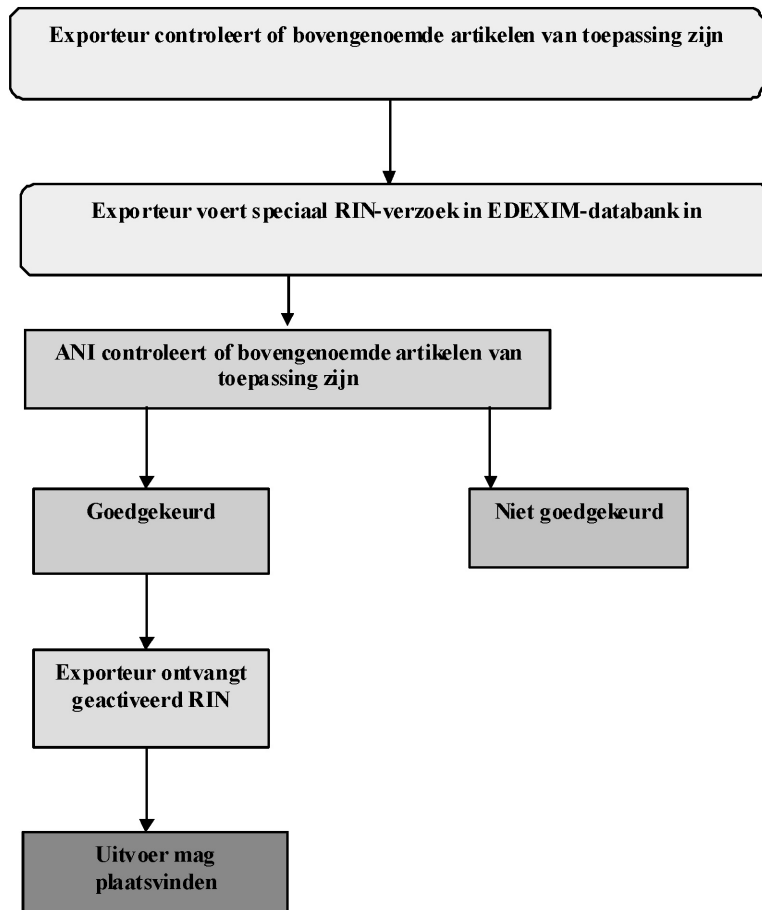 Exporteur controleert of bovengenoemde artikelen van toepassing zijn
Exporteur voert speciaal RIN-verzoek in EDEXIM-databank in
ANI controleert of bovengenoemde artikelen van
toepassing zijn
Goedgekeurd
Niet goedgekeurd
Exporteur ontvangt
geactiveerd RIN
Uitvoer mag
plaatsvinden